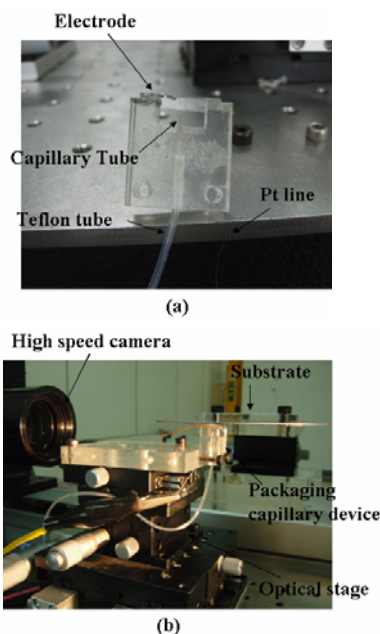 Electrode
Capillary Tube
Pt line
Teflon tube
(a)
High speed camera
Substrate
Packaging
capillary device
Optical stage
(b)